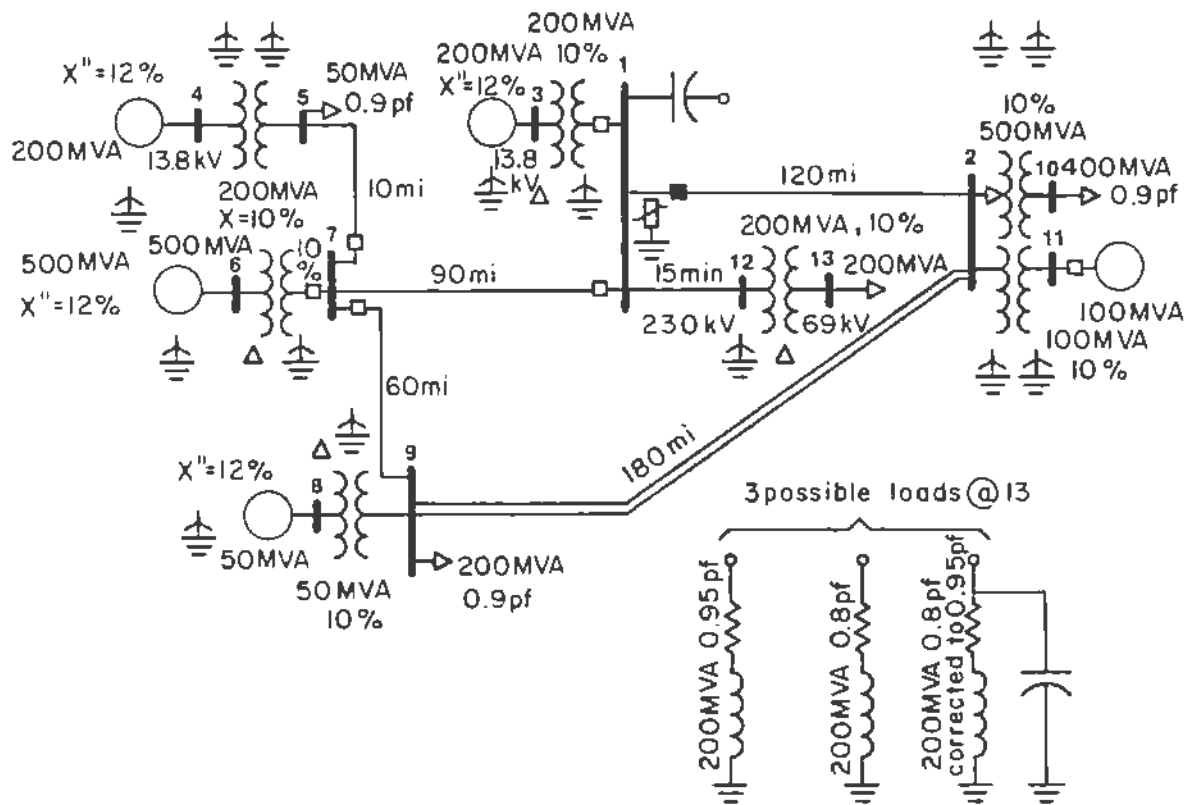 X"=12%
4
5
50MVA
0.9pf
200MVA
13.8kV
200MVA
X=10%
10mi
200MVA
200MVA 10%
X"=12%
3
1
13.8
kV
Δ
120mi
2
10%
500MVA
10
400MVA
0.9pf
11
100MVA
100MVA
10%
500MVA
X"=12%
500MVA
6
10
%
7
Δ
90mi
15min
12
13
200MVA, 10%
200MVA
230kV
69kV
Δ
60mi
180mi
X"=12%
Δ
8
9
50MVA
50MVA
10%
200MVA
0.9pf
3possible loads@13
200MVA 0.95pf
200MVA 0.8pf
200MVA 0.8pf
corrected to 0.95pf